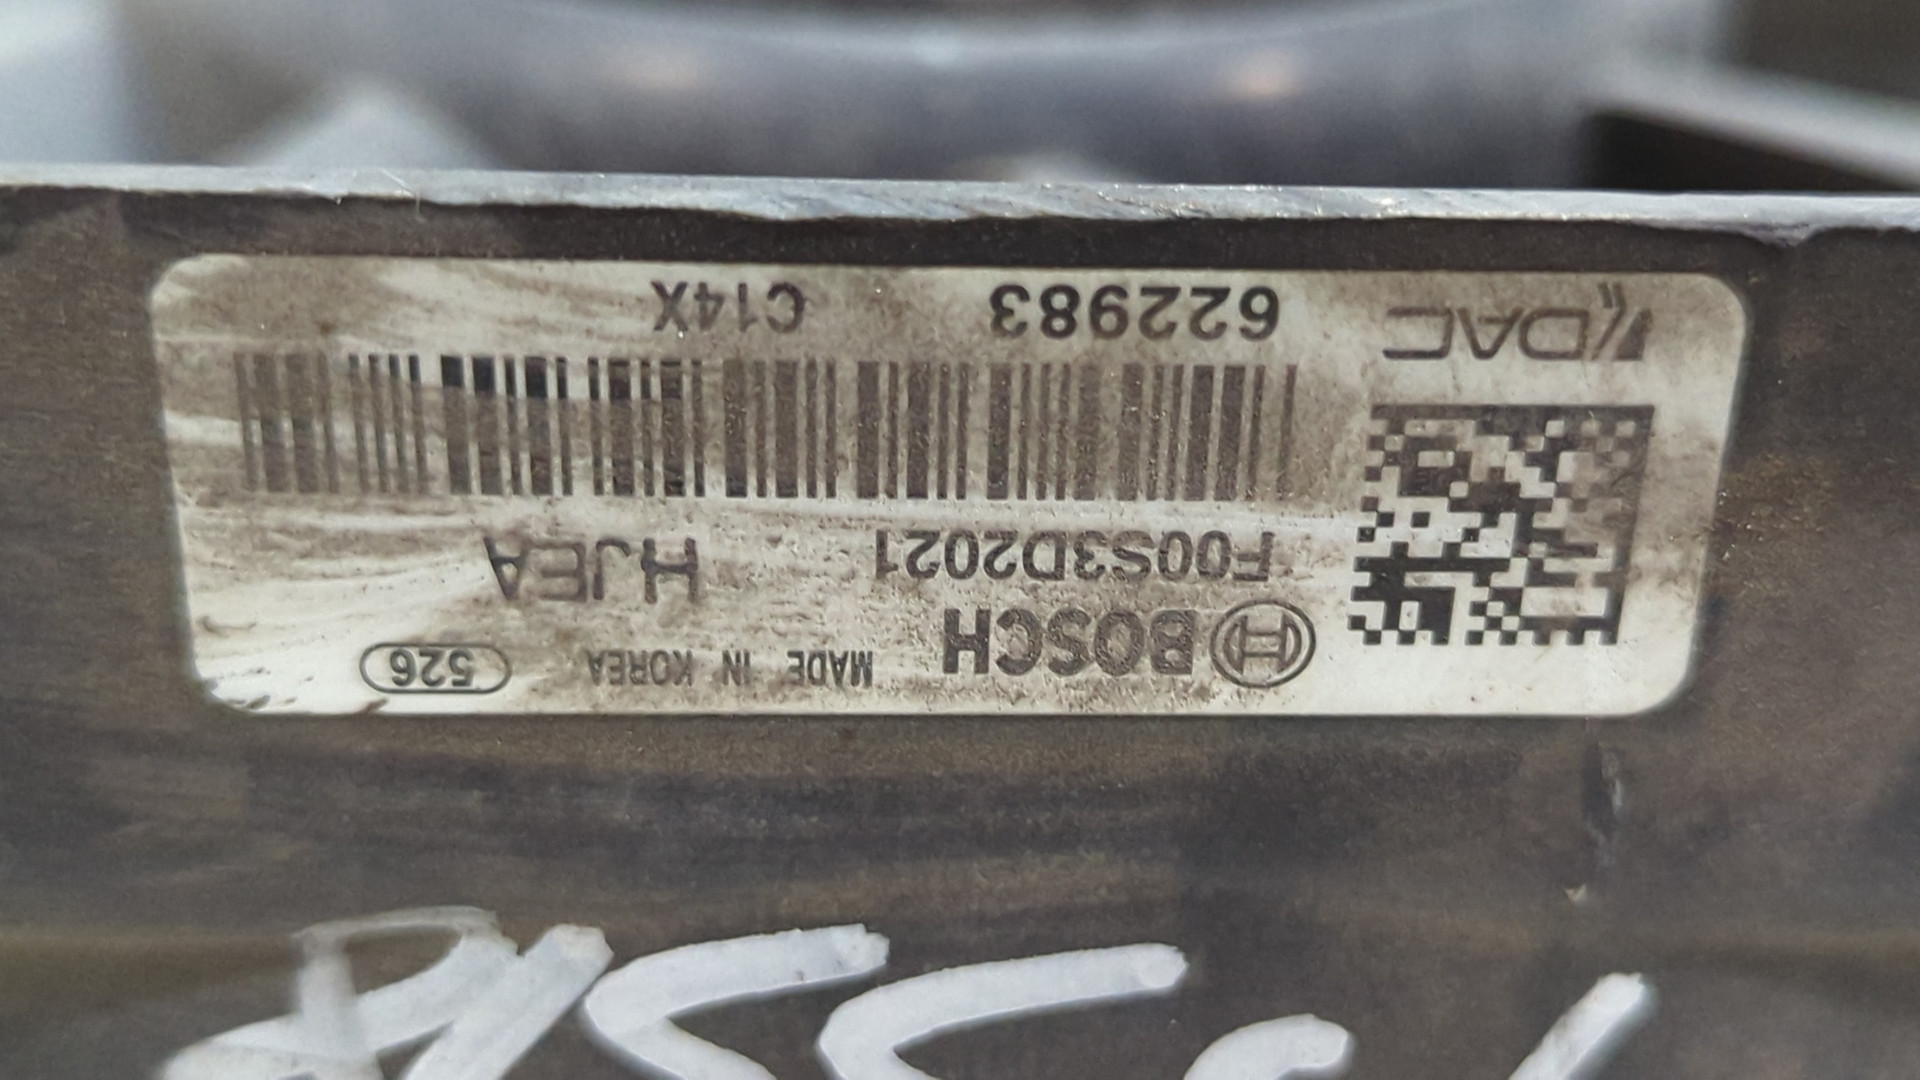 BOSCH MADE IN KOREA 526
F00S3D2021 HJEA
DAC 622983 C14X